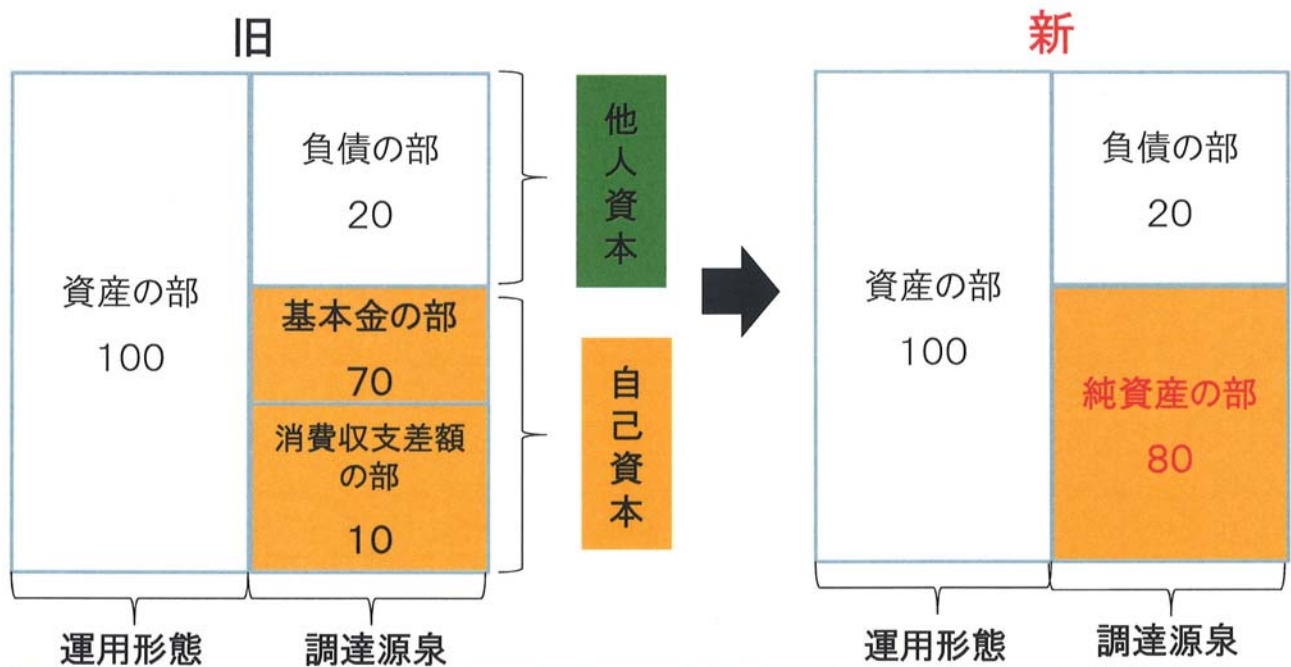 旧
資産の部
100
負債の部
20
基本金の部
70
消費収支差額
の部
10
運用形態
調達源泉
他人資本
自己資本
新
資産の部
100
負債の部
20
純資産の部
80
運用形態
調達源泉